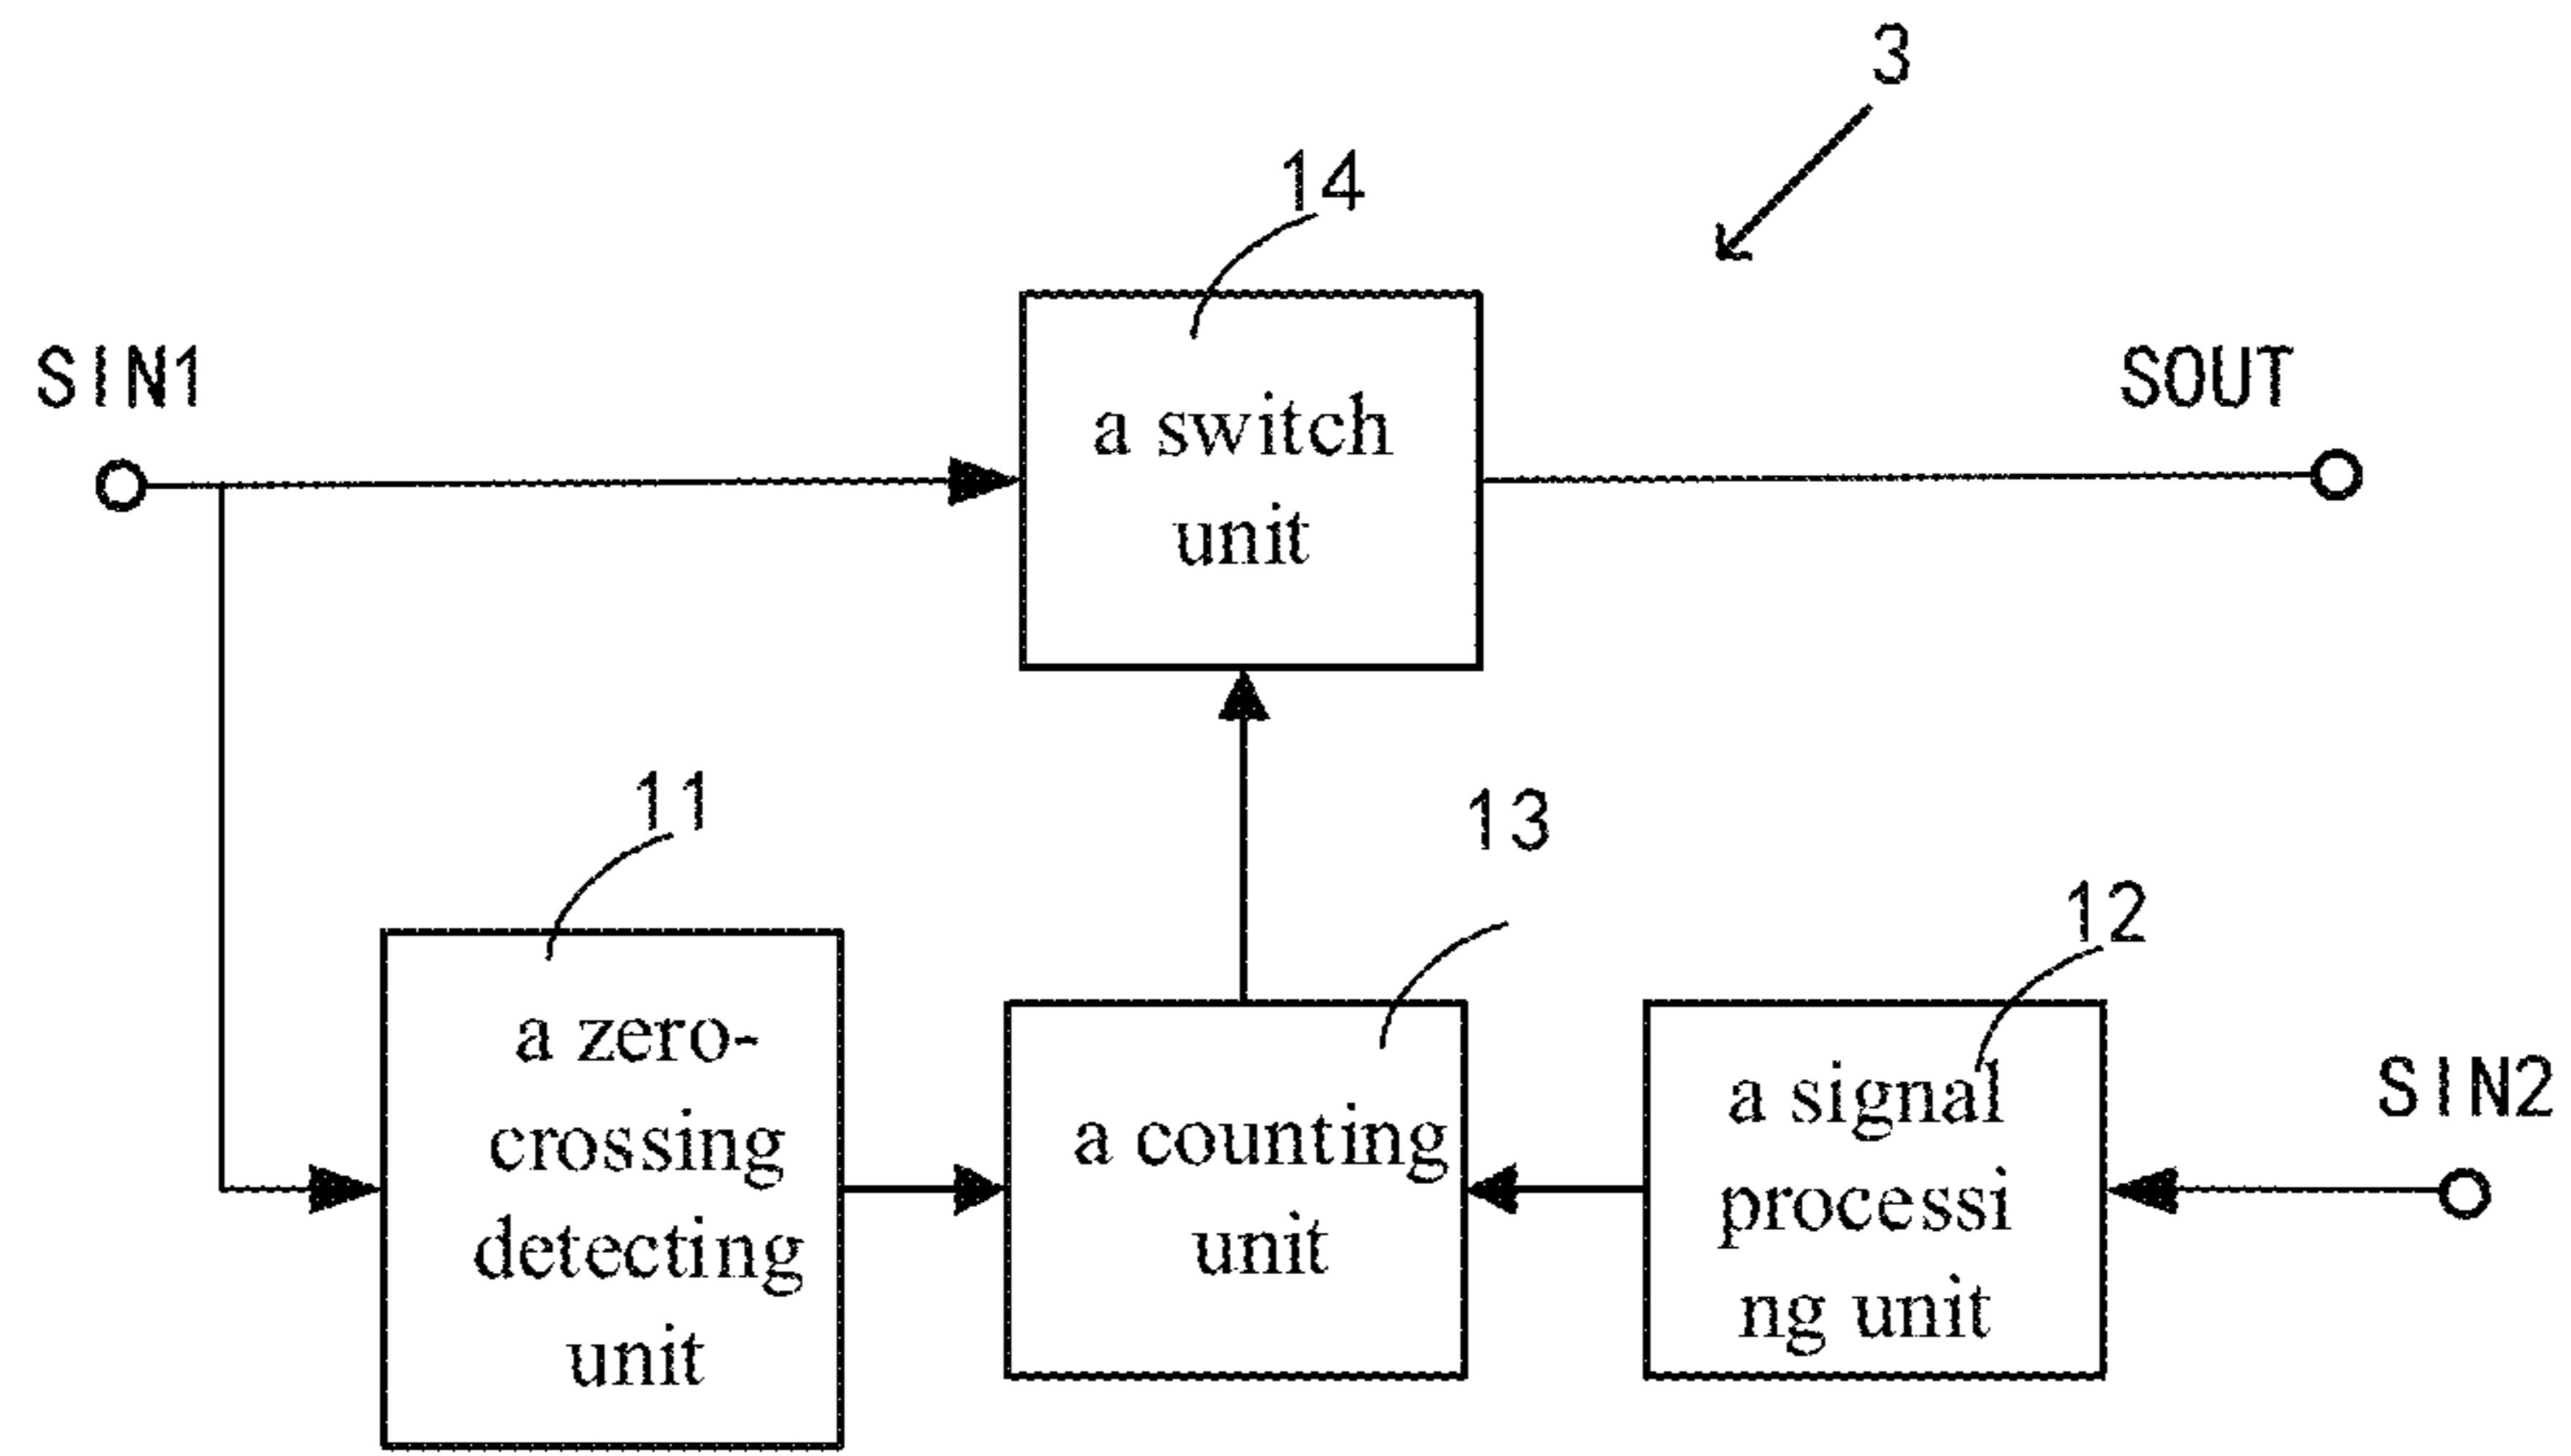 3
14
SIN1
SOUT
a switch
unit
11
13
12
a zero-
crossing
detecting
unit
a counting
unit
a signal
processi
ng unit
SIN2